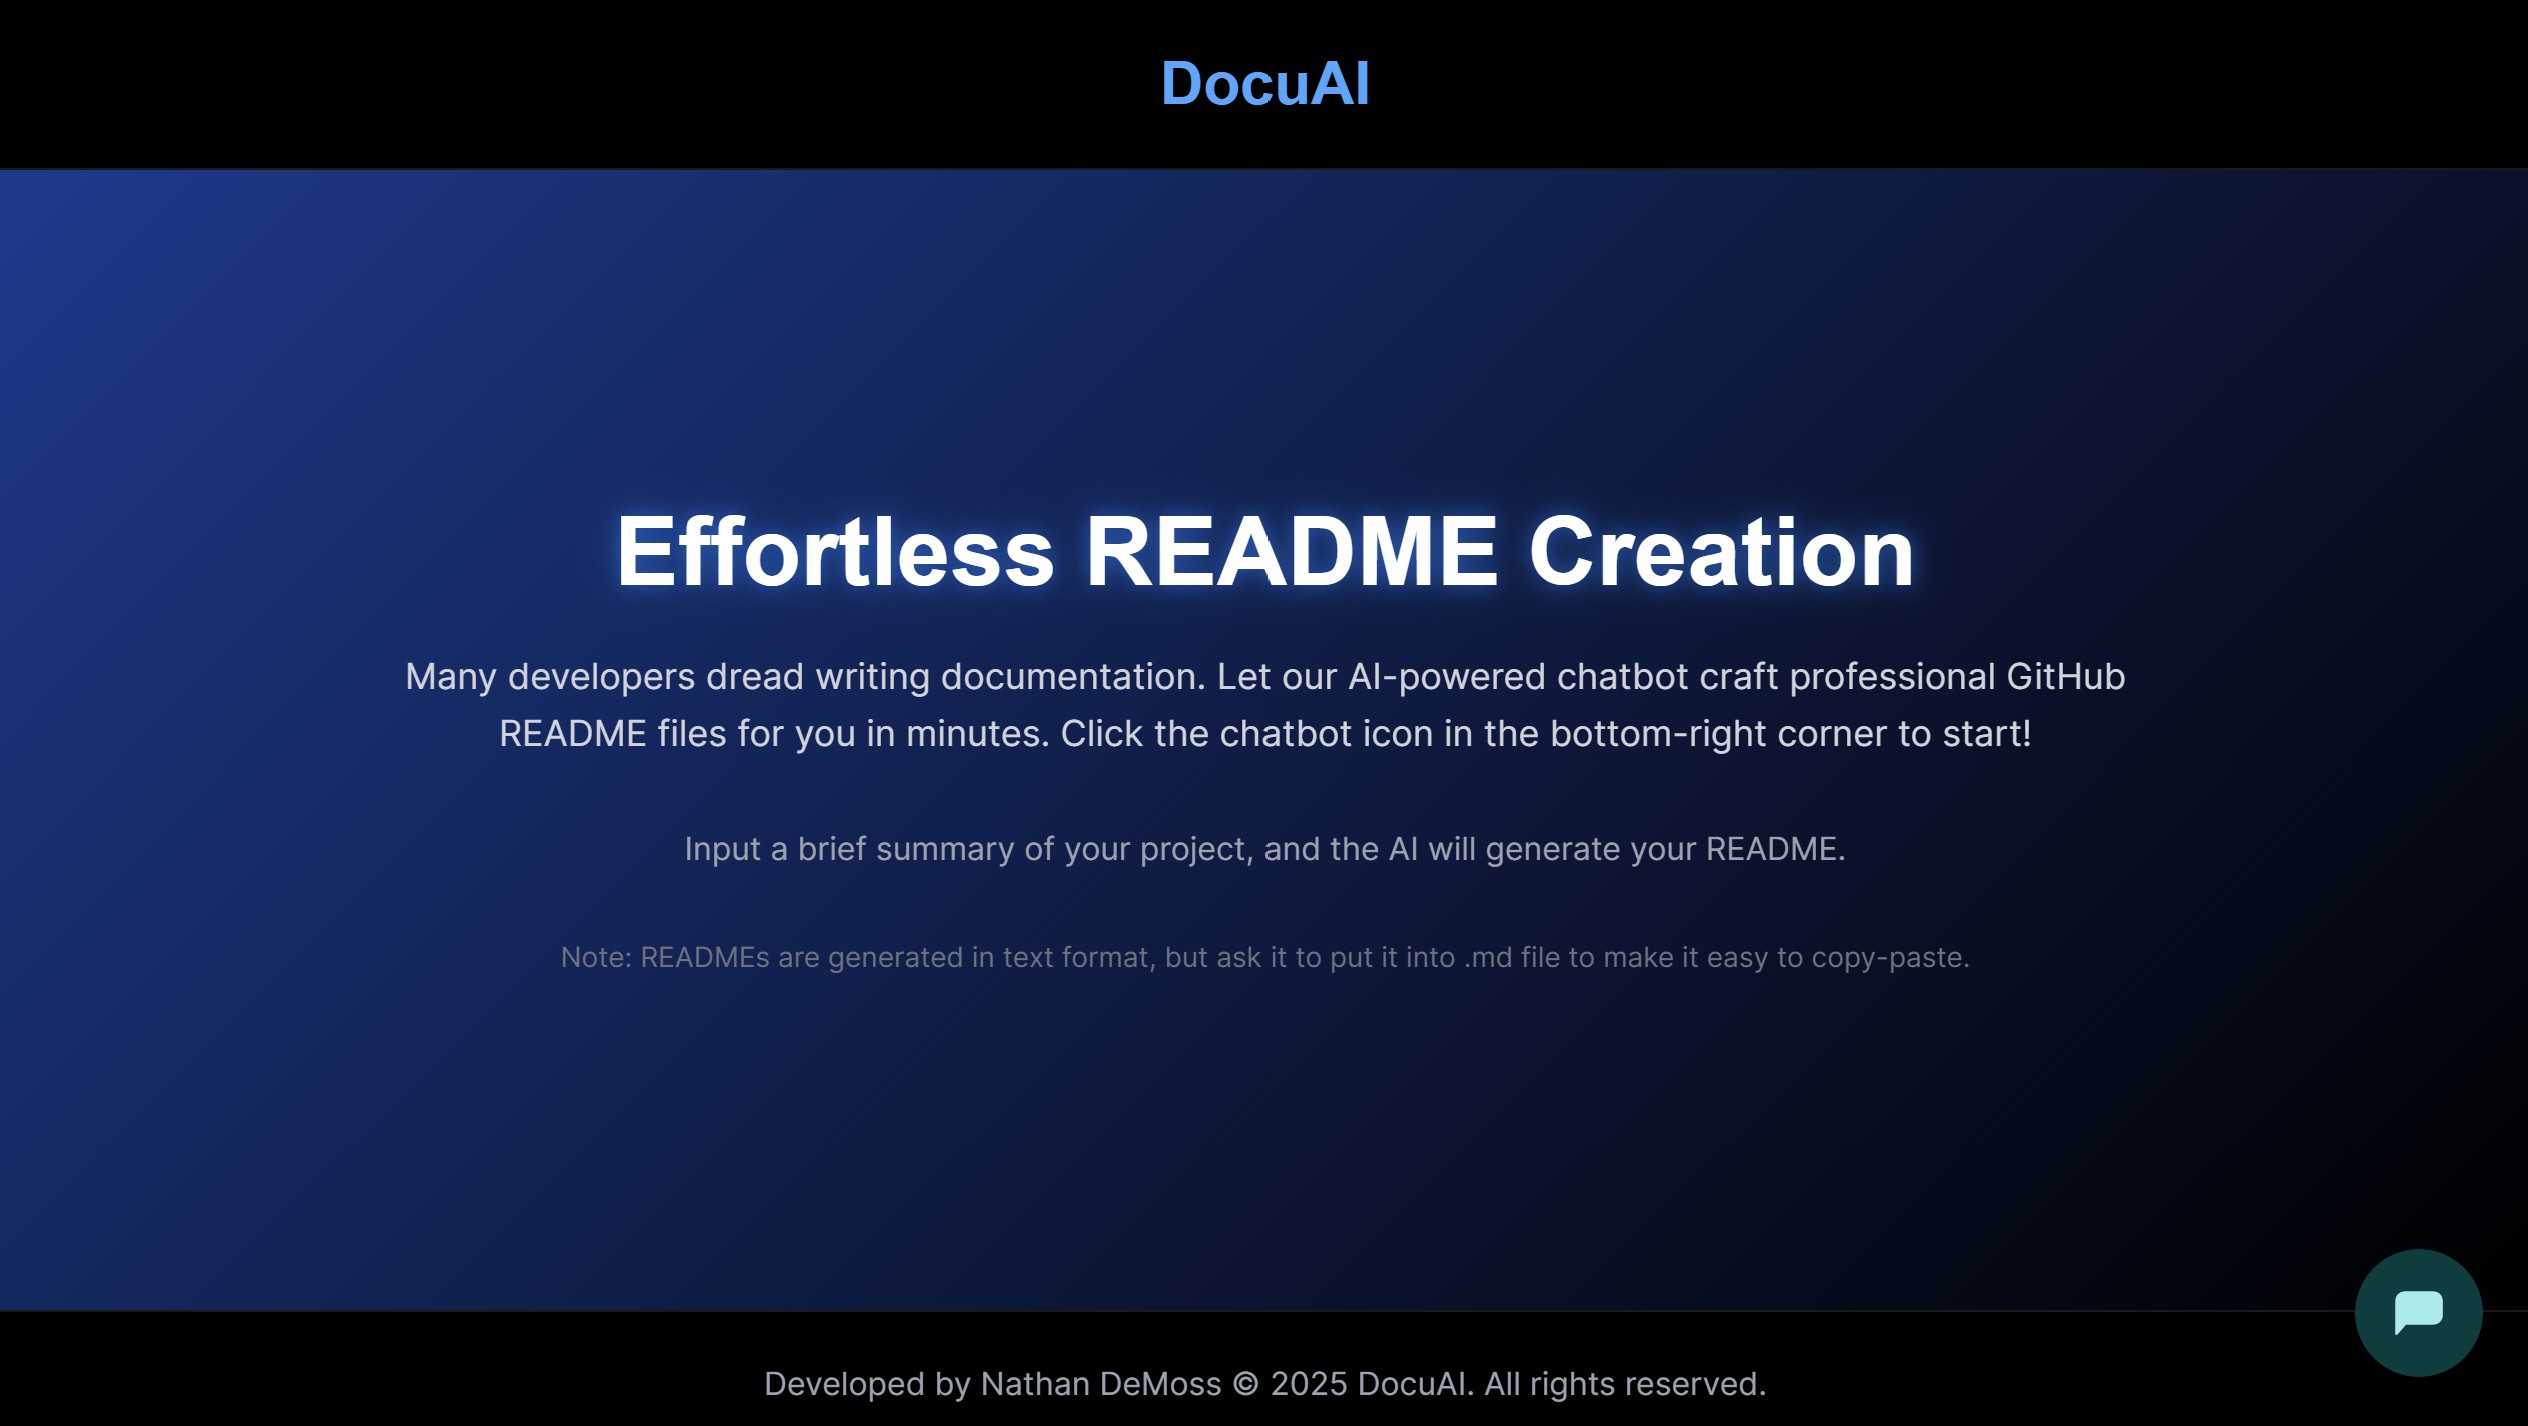 DocuAI
Effortless README Creation
Many developers dread writing documentation. Let our AI-powered chatbot craft professional GitHub
README files for you in minutes. Click the chatbot icon in the bottom-right corner to start!
Input a brief summary of your project, and the AI will generate your README.
Note: READMEs are generated in text format, but ask it to put it into .md file to make it easy to copy-paste.
Developed by Nathan DeMoss © 2025 DocuAI. All rights reserved.